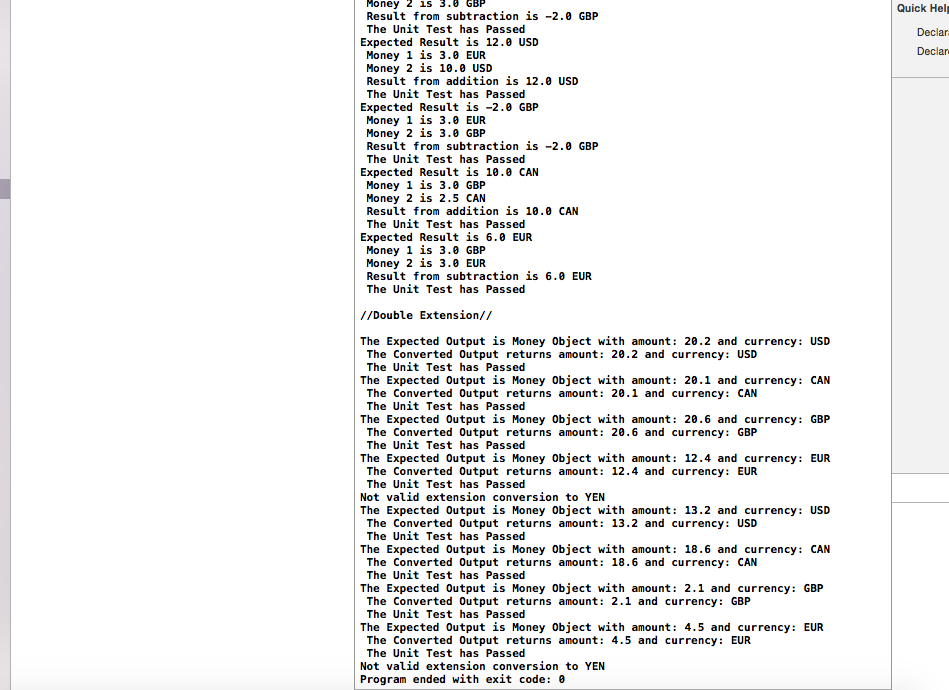 Money 2 is 3.0 GBP
Result from subtraction is −2.0 GBP
The Unit Test has Passed
Expected Result is 12.0 USD
Money 1 is 3.0 EUR
Money 2 is 10.0 USD
Result from addition is 12.0 USD
The Unit Test has Passed
Expected Result is −2.0 GBP
Money 1 is 3.0 EUR
Money 2 is 3.0 GBP
Result from subtraction is −2.0 GBP
The Unit Test has Passed
Expected Result is 10.0 CAN
Money 1 is 3.0 GBP
Money 2 is 2.5 CAN
Result from addition is 10.0 CAN
The Unit Test has Passed
Expected Result is 6.0 EUR
Money 1 is 3.0 GBP
Money 2 is 3.0 EUR
Result from subtraction is 6.0 EUR
The Unit Test has Passed
//Double Extension//
The Expected Output is Money Object with amount: 20.2 and currency: USD
The Converted Output returns amount: 20.2 and currency: USD
The Unit Test has Passed
The Expected Output is Money Object with amount: 20.1 and currency: CAN
The Converted Output returns amount: 20.1 and currency: CAN
The Unit Test has Passed
The Expected Output is Money Object with amount: 20.6 and currency: GBP
The Converted Output returns amount: 20.6 and currency: GBP
The Unit Test has Passed
The Expected Output is Money Object with amount: 12.4 and currency: EUR
The Converted Output returns amount: 12.4 and currency: EUR
The Unit Test has Passed
Not valid extension conversion to YEN
The Expected Output is Money Object with amount: 13.2 and currency: USD
The Converted Output returns amount: 13.2 and currency: USD
The Unit Test has Passed
The Expected Output is Money Object with amount: 18.6 and currency: CAN
The Converted Output returns amount: 18.6 and currency: CAN
The Unit Test has Passed
The Expected Output is Money Object with amount: 2.1 and currency: GBP
The Converted Output returns amount: 2.1 and currency: GBP
The Unit Test has Passed
The Expected Output is Money Object with amount: 4.5 and currency: EUR
The Converted Output returns amount: 4.5 and currency: EUR
The Unit Test has Passed
Not valid extension conversion to YEN
Program ended with exit code: 0
Quick Help
Declar
Declar